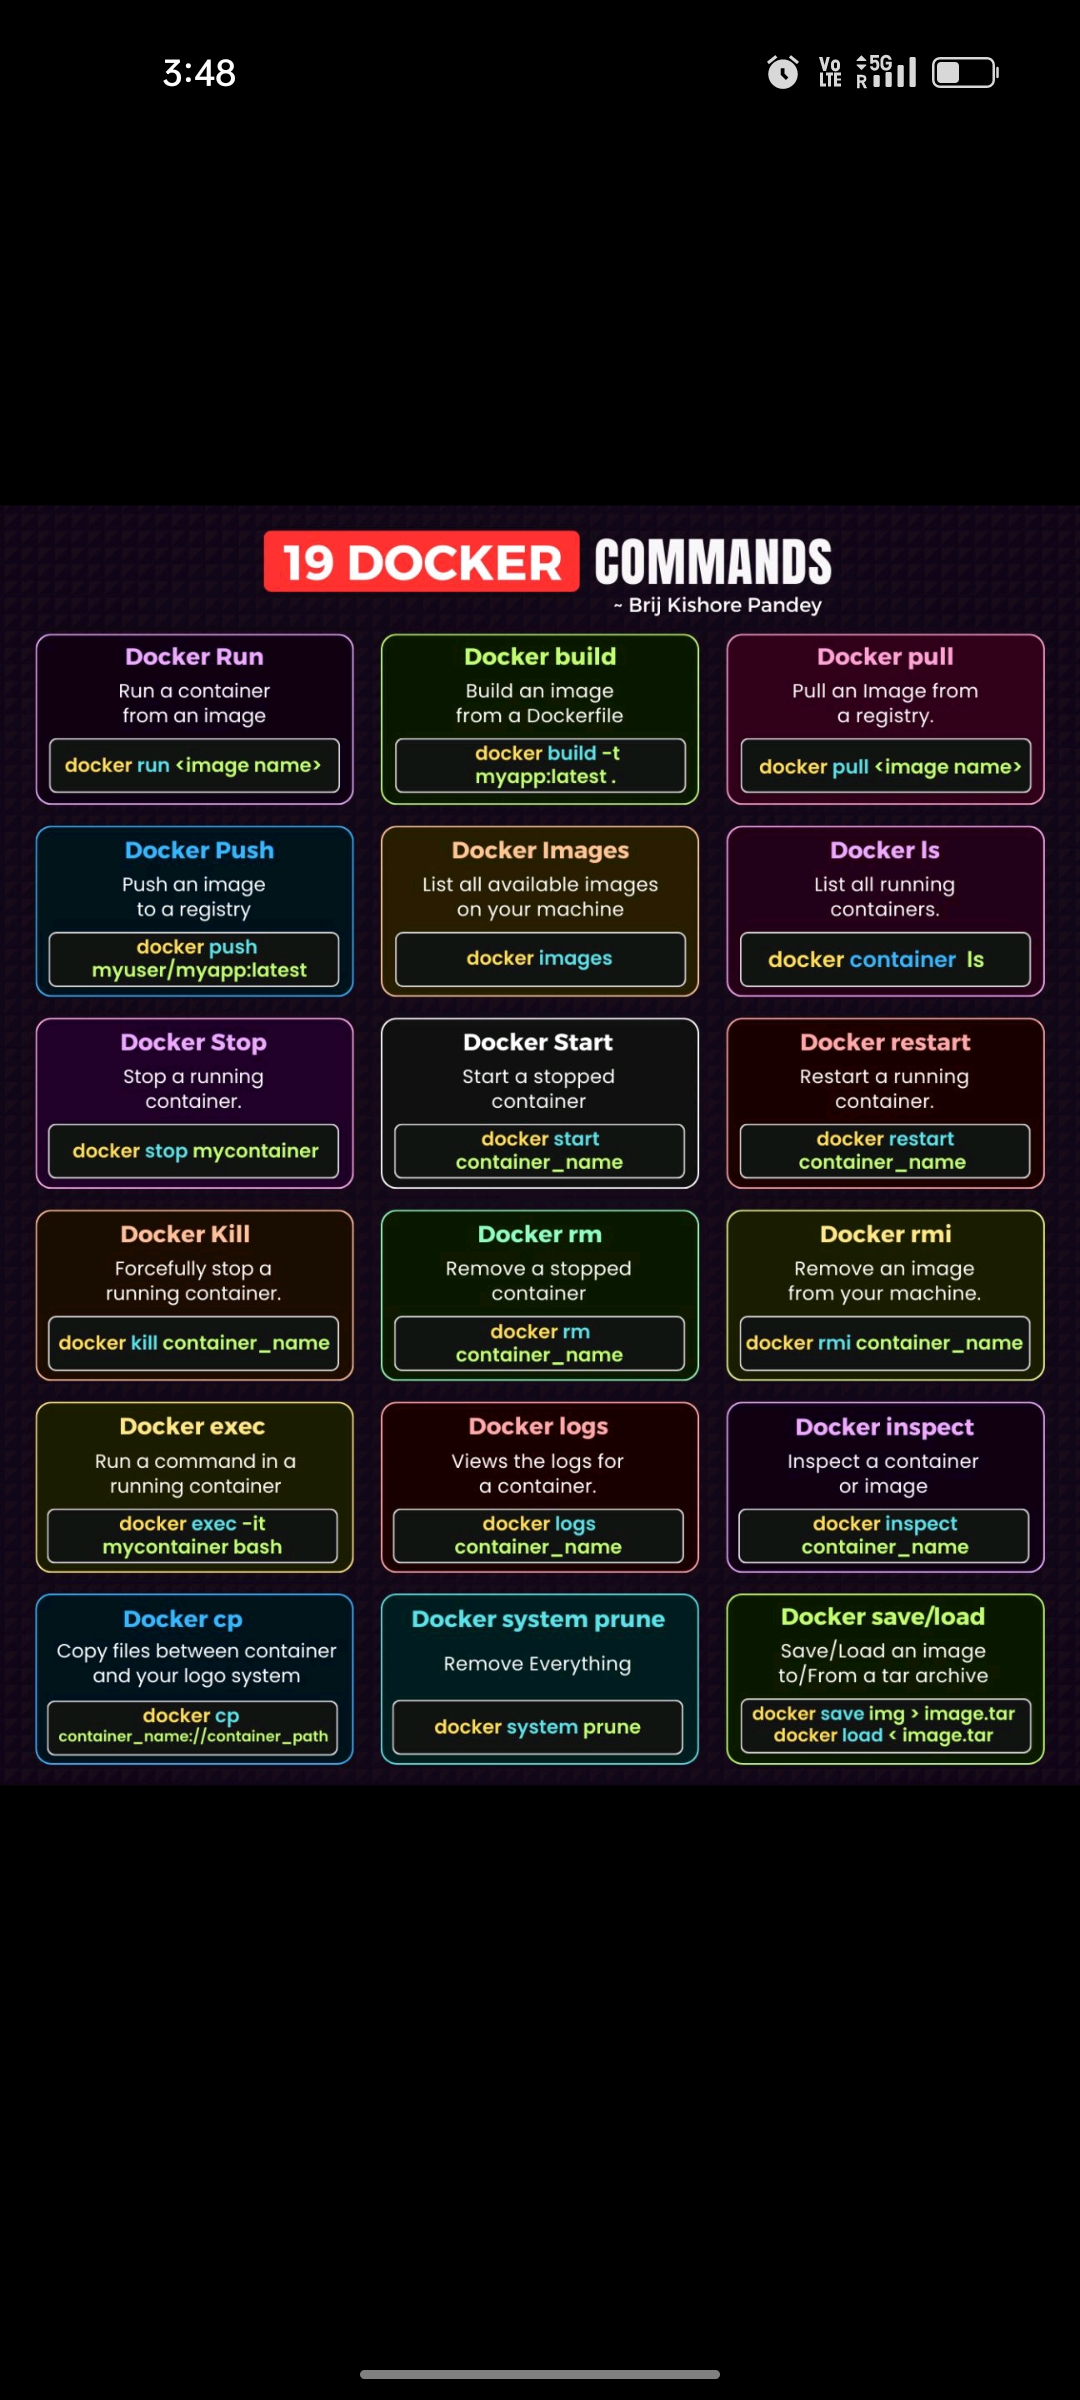 3:48
Vo
LTE
5G
R
19 DOCKER COMMANDS
~ Brij Kishore Pandey
Docker Run
Run a container
from an image
docker run <image name>
Docker build
Build an image
from a Dockerfile
docker build -t
myapp:latest .
Docker pull
Pull an Image from
a registry.
docker pull <image name>
Docker Push
Push an image
to a registry
docker push
myuser/myapp:latest
Docker Images
List all available images
on your machine
docker images
Docker ls
List all running
containers.
docker container ls
Docker Stop
Stop a running
container.
docker stop mycontainer
Docker Start
Start a stopped
container
docker start
container_name
Docker restart
Restart a running
container.
docker restart
container_name
Docker Kill
Forcefully stop a
running container.
docker kill container_name
Docker rm
Remove a stopped
container
docker rm
container_name
Docker rmi
Remove an image
from your machine.
docker rmi container_name
Docker exec
Run a command in a
running container
docker exec -it
mycontainer bash
Docker logs
Views the logs for
a container.
docker logs
container_name
Docker inspect
Inspect a container
or image
docker inspect
container_name
Docker cp
Copy files between container
and your logo system
docker cp
container_name://container_path
Docker system prune
Remove Everything
docker system prune
Docker save/load
Save/Load an image
to/From a tar archive
docker save img > image.tar
docker load < image.tar